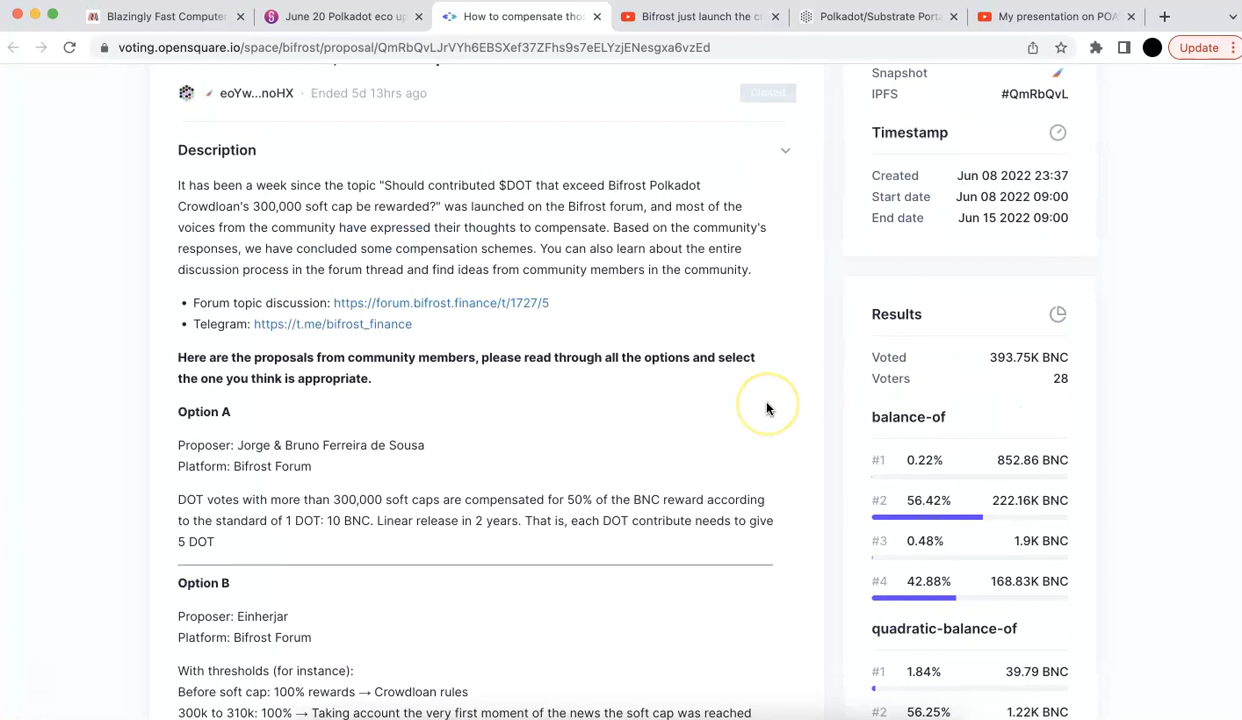 Blazingly Fast Computer
June 20 Polkadot eco up
How to compensate tho
Bifrost just launch the c
Polkadot/Substrate Porta
My presentation on POA
voting.opensquare.io/space/bifrost/proposal/QmRbQvLJrVYh6EBSXef37ZFhs9s7eELYzjENesgxa6vzEd
Update
eoYw...noHX · Ended 5d 13hrs ago
Closed
Description
It has been a week since the topic "Should contributed $DOT that exceed Bifrost Polkadot
Crowdloan's 300,000 soft cap be rewarded?" was launched on the Bifrost forum, and most of the
voices from the community have expressed their thoughts to compensate. Based on the community's
responses, we have concluded some compensation schemes. You can also learn about the entire
discussion process in the forum thread and find ideas from community members in the community.
• Forum topic discussion: https://forum.bifrost.finance/t/1727/5
• Telegram: https://t.me/bifrost_finance
Here are the proposals from community members, please read through all the options and select
the one you think is appropriate.
Option A
Proposer: Jorge & Bruno Ferreira de Sousa
Platform: Bifrost Forum
DOT votes with more than 300,000 soft caps are compensated for 50% of the BNC reward according
to the standard of 1 DOT: 10 BNC. Linear release in 2 years. That is, each DOT contribute needs to give
5 DOT
Option B
Proposer: Einherjar
Platform: Bifrost Forum
With thresholds (for instance):
Before soft cap: 100% rewards → Crowdloan rules
300k to 310k: 100% → Taking account the very first moment of the news the soft cap was reached
Snapshot
IPFS #QmRbQvL
Timestamp
Created Jun 08 2022 23:37
Start date Jun 08 2022 09:00
End date Jun 15 2022 09:00
Results
Voted 393.75K BNC
Voters 28
balance-of
#1 0.22% 852.86 BNC
#2 56.42% 222.16K BNC
#3 0.48% 1.9K BNC
#4 42.88% 168.83K BNC
quadratic-balance-of
#1 1.84% 39.79 BNC
#2 56.25% 1.22K BNC